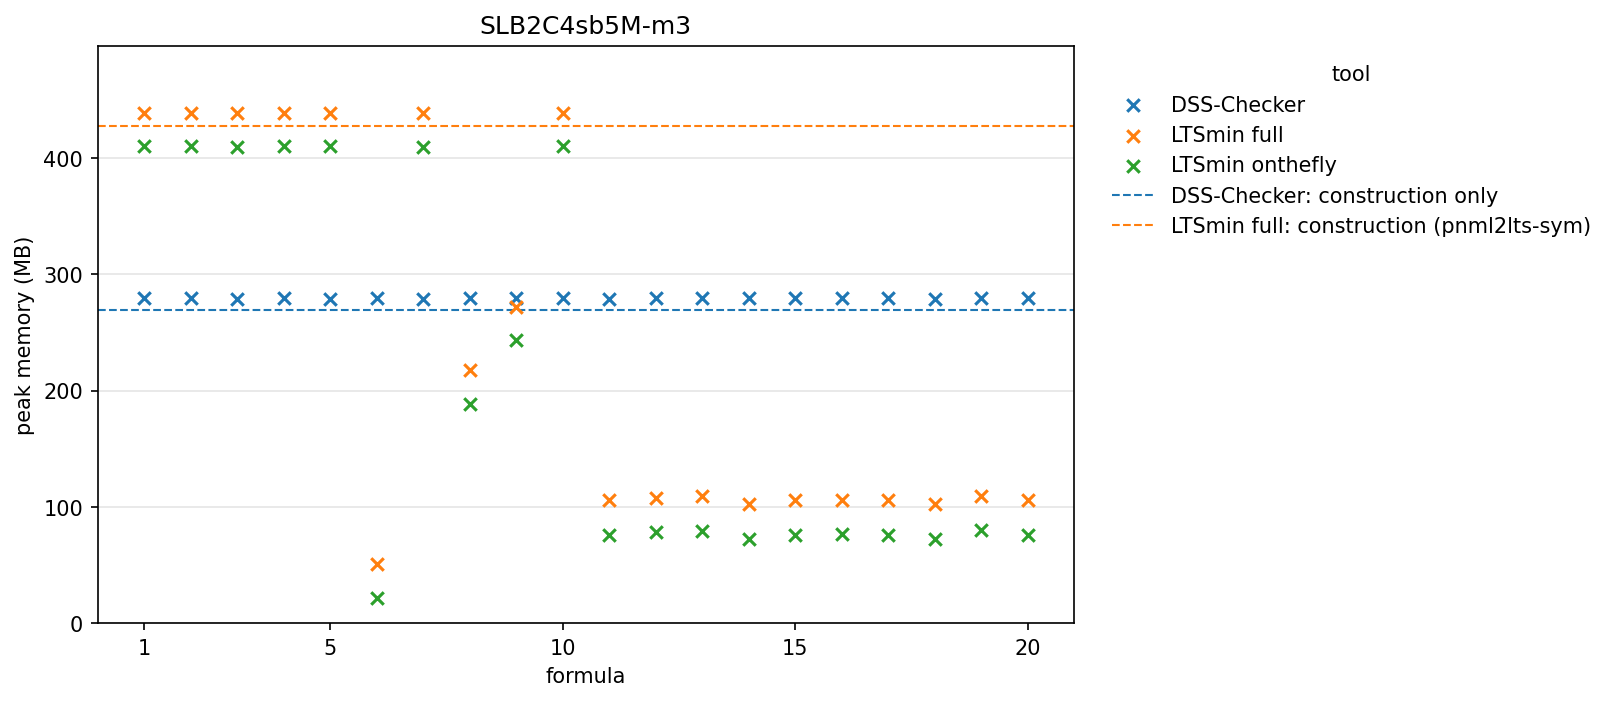 SLB2C4sb5M-m3
peak memory (MB)
400
300
200
100
0
1
5
10
15
20
formula
tool
DSS-Checker
LTSmin full
LTSmin onthefly
DSS-Checker: construction only
LTSmin full: construction (pnml2lts-sym)